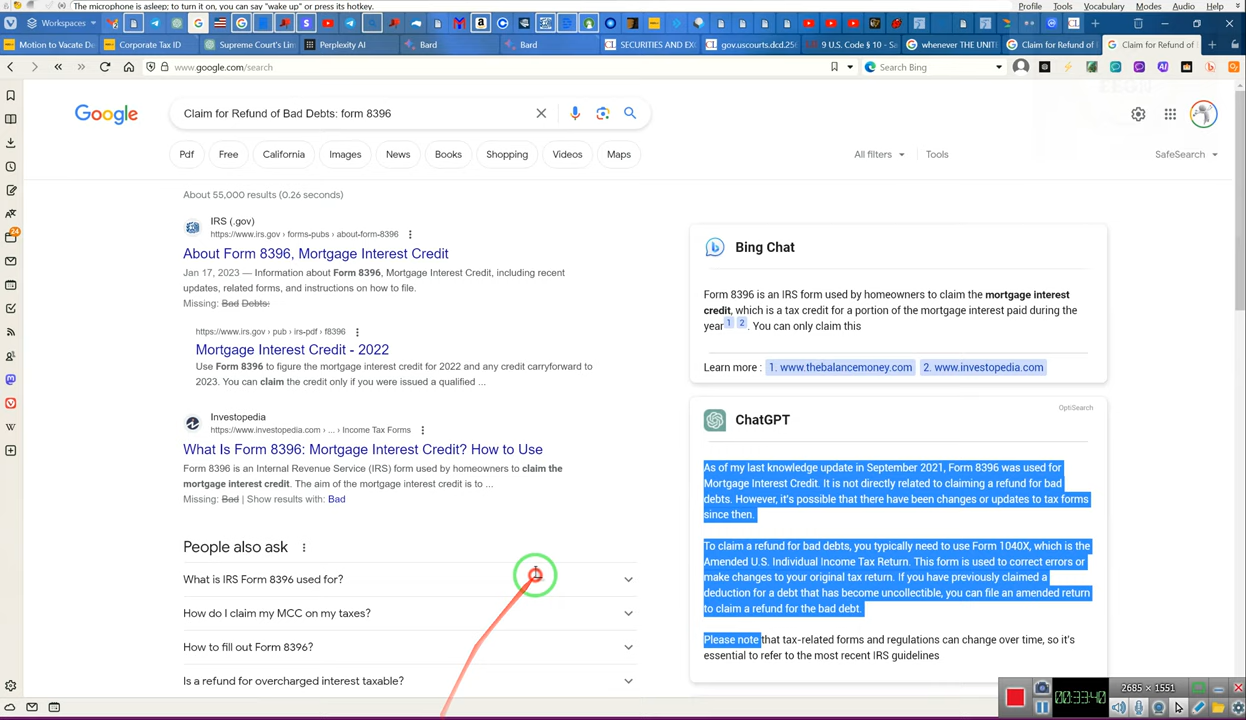 The microphone is asleep; to turn it on, you can say "wake up" or press its hotkey.
Profile Tools Vocabulary Modes Audio Help
Workspaces
Motion to Vacate D
Corporate Tax ID
Supreme Court's Lin
Perplexity AI
Bard
Bard
SECURITIES AND EX
gov.uscourts.dcd.25
9 U.S. Code § 10 - S
whenever THE UNIT
Claim for Refund of
Claim for Refund of
www.google.com/search
Search Bing
Google
Claim for Refund of Bad Debts: form 8396
Pdf
Free
California
Images
News
Books
Shopping
Videos
Maps
All filters
Tools
SafeSearch
About 55,000 results (0.26 seconds)
IRS (.gov)
https://www.irs.gov › forms-pubs › about-form-8396
About Form 8396, Mortgage Interest Credit
Jan 17, 2023 — Information about Form 8396, Mortgage Interest Credit, including recent
updates, related forms, and instructions on how to file.
Missing: Bad Debts:
https://www.irs.gov › pub › irs-pdf › f8396
Mortgage Interest Credit - 2022
Use Form 8396 to figure the mortgage interest credit for 2022 and any credit carryforward to
2023. You can claim the credit only if you were issued a qualified ...
Investopedia
https://www.investopedia.com › ... › Income Tax Forms
What Is Form 8396: Mortgage Interest Credit? How to Use
Form 8396 is an Internal Revenue Service (IRS) form used by homeowners to claim the
mortgage interest credit. The aim of the mortgage interest credit is to ...
Missing: Bad | Show results with: Bad
People also ask
What is IRS Form 8396 used for?
How do I claim my MCC on my taxes?
How to fill out Form 8396?
Is a refund for overcharged interest taxable?
Bing Chat
Form 8396 is an IRS form used by homeowners to claim the mortgage interest
credit, which is a tax credit for a portion of the mortgage interest paid during the
year 1 2 . You can only claim this
Learn more : 1. www.thebalancemoney.com 2. www.investopedia.com
OptiSearch
ChatGPT
As of my last knowledge update in September 2021, Form 8396 was used for
Mortgage Interest Credit. It is not directly related to claiming a refund for bad
debts. However, it's possible that there have been changes or updates to tax forms
since then.
To claim a refund for bad debts, you typically need to use Form 1040X, which is the
Amended U.S. Individual Income Tax Return. This form is used to correct errors or
make changes to your original tax return. If you have previously claimed a
deduction for a debt that has become uncollectible, you can file an amended return
to claim a refund for the bad debt.
Please note that tax-related forms and regulations can change over time, so it's
essential to refer to the most recent IRS guidelines
24
2685 × 1551
00:33:40